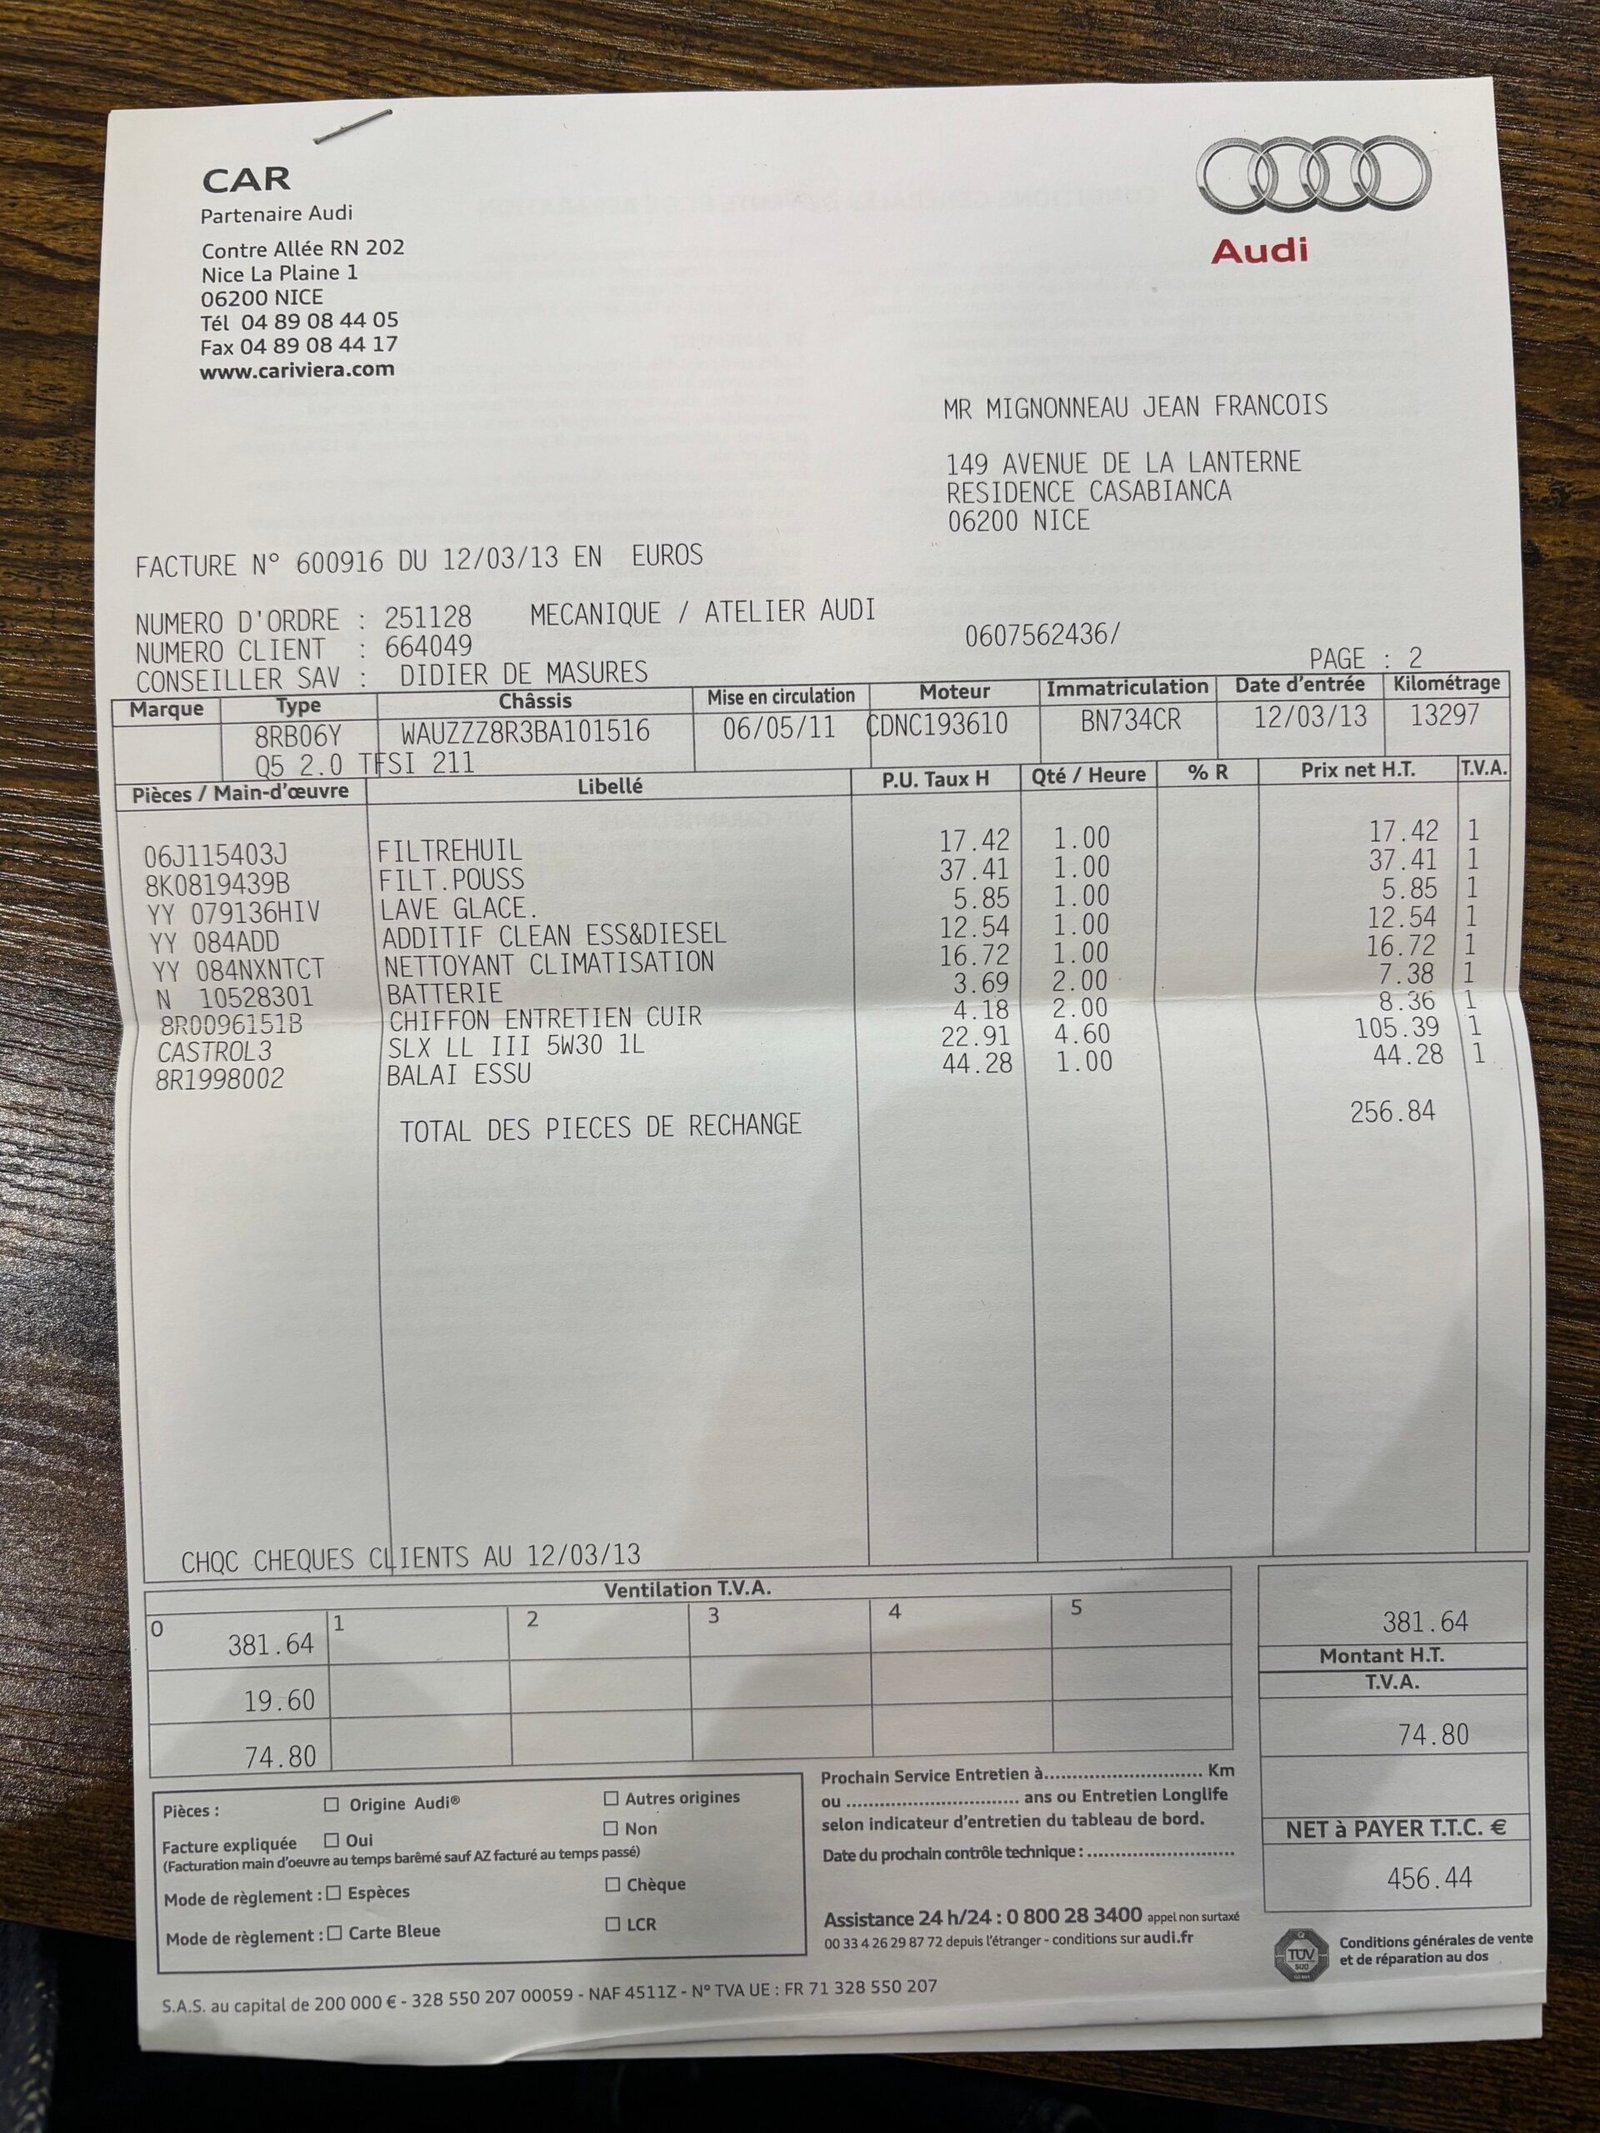 CAR
Partenaire Audi
Contre Allée RN 202
Nice La Plaine 1
06200 NICE
Tél 04 89 08 44 05
Fax 04 89 08 44 17
www.cariviera.com
Audi
MR MIGNONNEAU JEAN FRANCOIS
149 AVENUE DE LA LANTERNE
RESIDENCE CASABIANCA
06200 NICE
FACTURE N° 600916 DU 12/03/13 EN EUROS
NUMERO D'ORDRE : 251128 MECANIQUE / ATELIER AUDI
NUMERO CLIENT : 664049 0607562436/
CONSEILLER SAV : DIDIER DE MASURES PAGE : 2
Marque Type Châssis Mise en circulation Moteur Immatriculation Date d'entrée Kilométrage
8RB06Y WAUZZZ8R3BA101516 06/05/11 CDNC193610 BN734CR 12/03/13 13297
Q5 2.0 TFSI 211
Pièces / Main-d'œuvre Libellé P.U. Taux H Qté / Heure % R Prix net H.T. T.V.A.
06J115403J FILTREHUIL 17.42 1.00 17.42 1
8K0819439B FILT.POUSS 37.41 1.00 37.41 1
YY 079136HIV LAVE GLACE. 5.85 1.00 5.85 1
YY 084ADD ADDITIF CLEAN ESS&DIESEL 12.54 1.00 12.54 1
YY 084NXNTCT NETTOYANT CLIMATISATION 16.72 1.00 16.72 1
N 10528301 BATTERIE 3.69 2.00 7.38 1
8R0096151B CHIFFON ENTRETIEN CUIR 4.18 2.00 8.36 1
CASTROL3 SLX LL III 5W30 1L 22.91 4.60 105.39 1
8R1998002 BALAI ESSU 44.28 1.00 44.28 1
TOTAL DES PIECES DE RECHANGE 256.84
CHQC CHEQUES CLIENTS AU 12/03/13
Ventilation T.V.A.
0 1 2 3 4 5
381.64 381.64
Montant H.T.
T.V.A.
19.60
74.80 74.80
Pièces : Origine Audi® Autres origines
Facture expliquée Oui Non
(Facturation main d'oeuvre au temps barêmé sauf AZ facturé au temps passé)
Mode de règlement : Espèces Chèque
Mode de règlement : Carte Bleue LCR
Prochain Service Entretien à........................... Km
ou ............................. ans ou Entretien Longlife
selon indicateur d'entretien du tableau de bord.
Date du prochain contrôle technique : .........................
NET à PAYER T.T.C. €
456.44
Assistance 24 h/24 : 0 800 28 3400 appel non surtaxé
00 33 4 26 29 87 72 depuis l'étranger - conditions sur audi.fr
TÜV
SÜD
Conditions générales de vente
et de réparation au dos
S.A.S. au capital de 200 000 € - 328 550 207 00059 - NAF 4511Z - N° TVA UE : FR 71 328 550 207